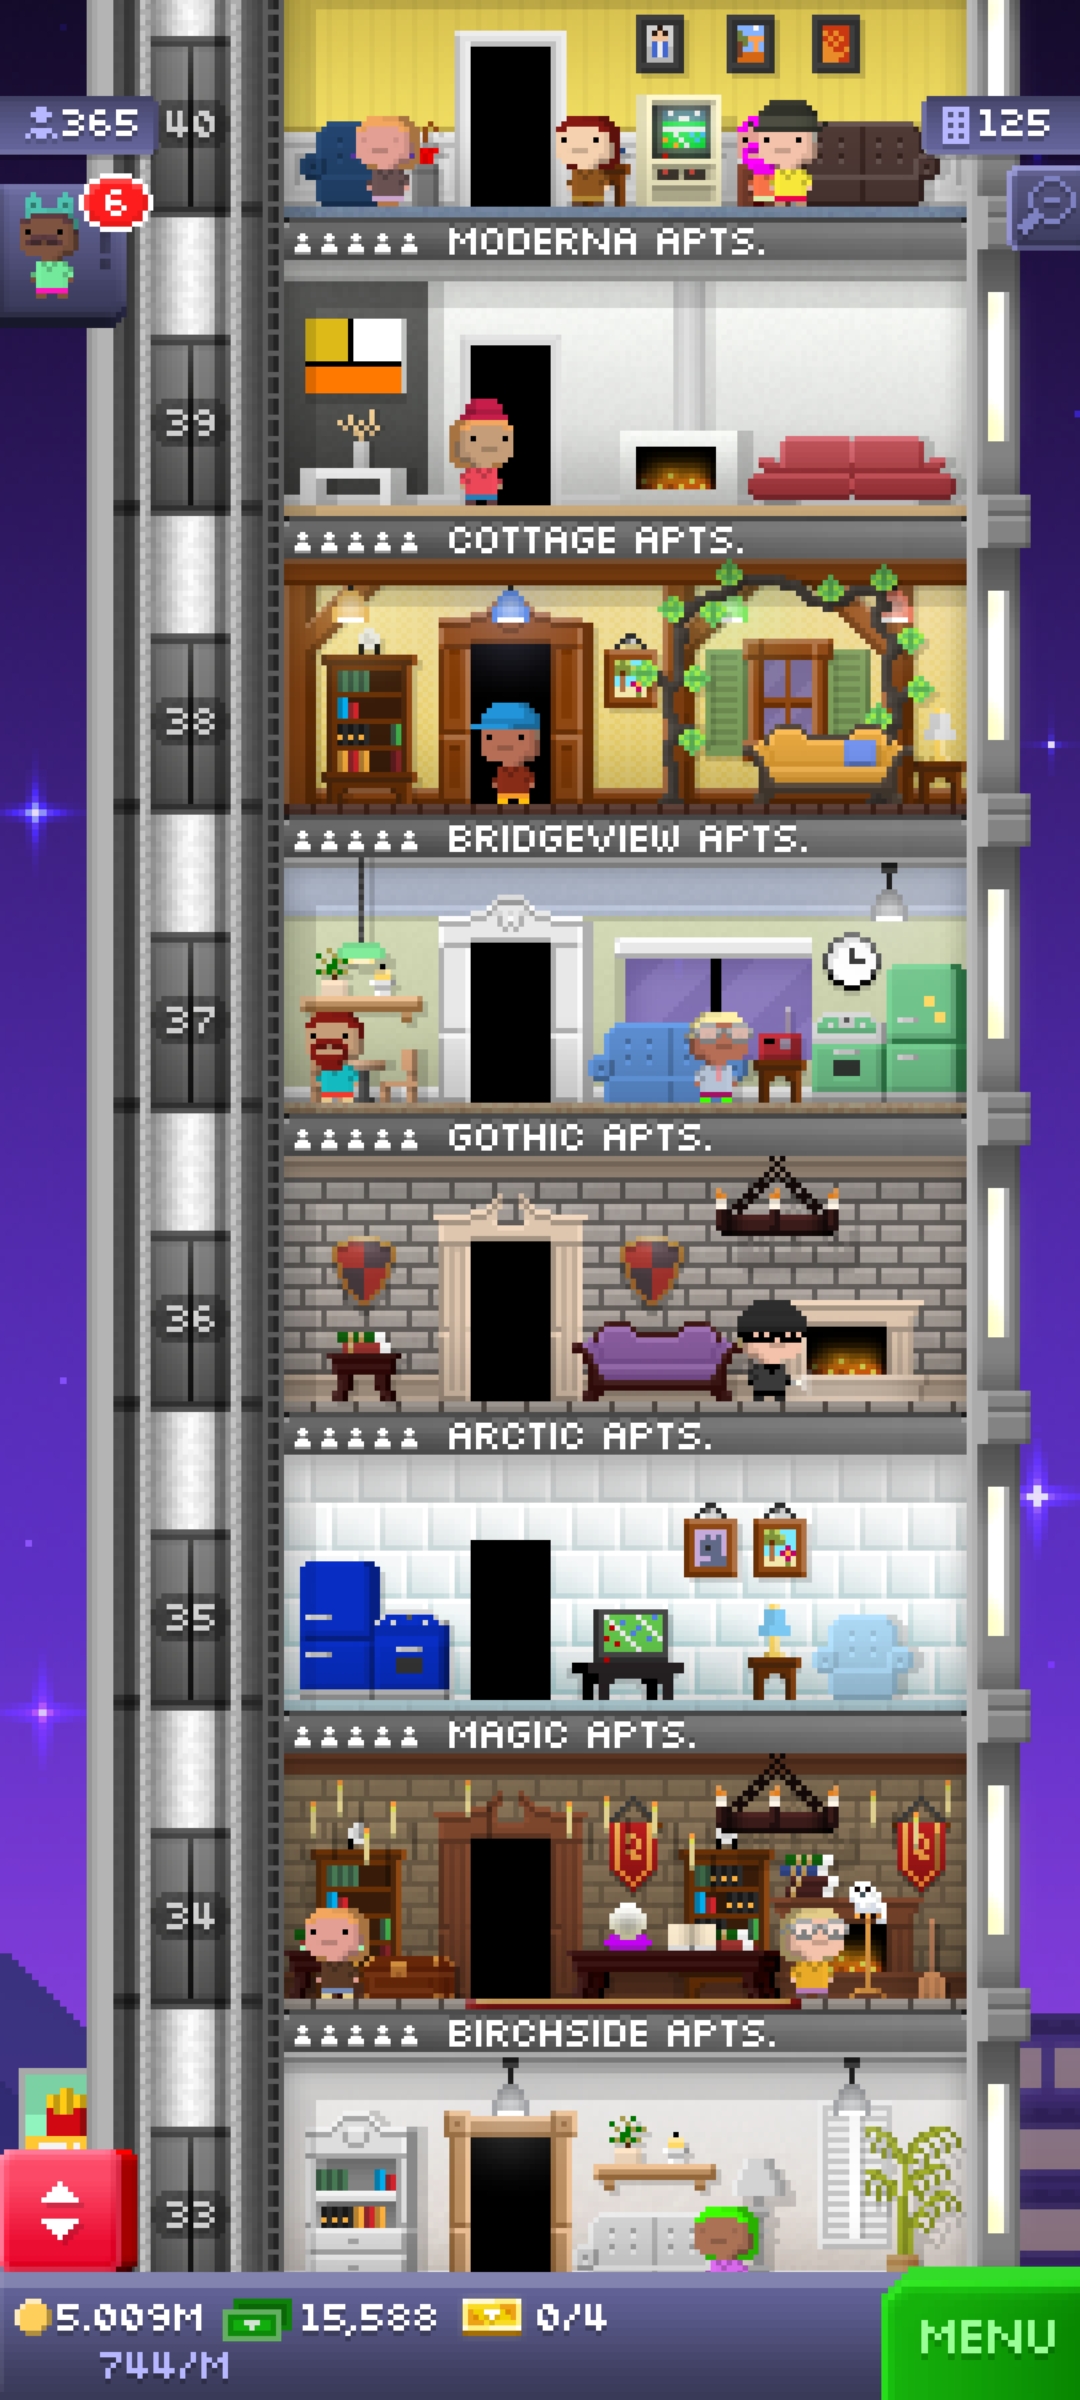 40
365
125
6
MODERNA APTS.
39
COTTAGE APTS.
38
BRIDGEVIEW APTS.
37
GOTHIC APTS.
36
ARCTIC APTS.
35
MAGIC APTS.
34
BIRCHSIDE APTS.
33
5.009M 15,588 0/4
744/M
MENU